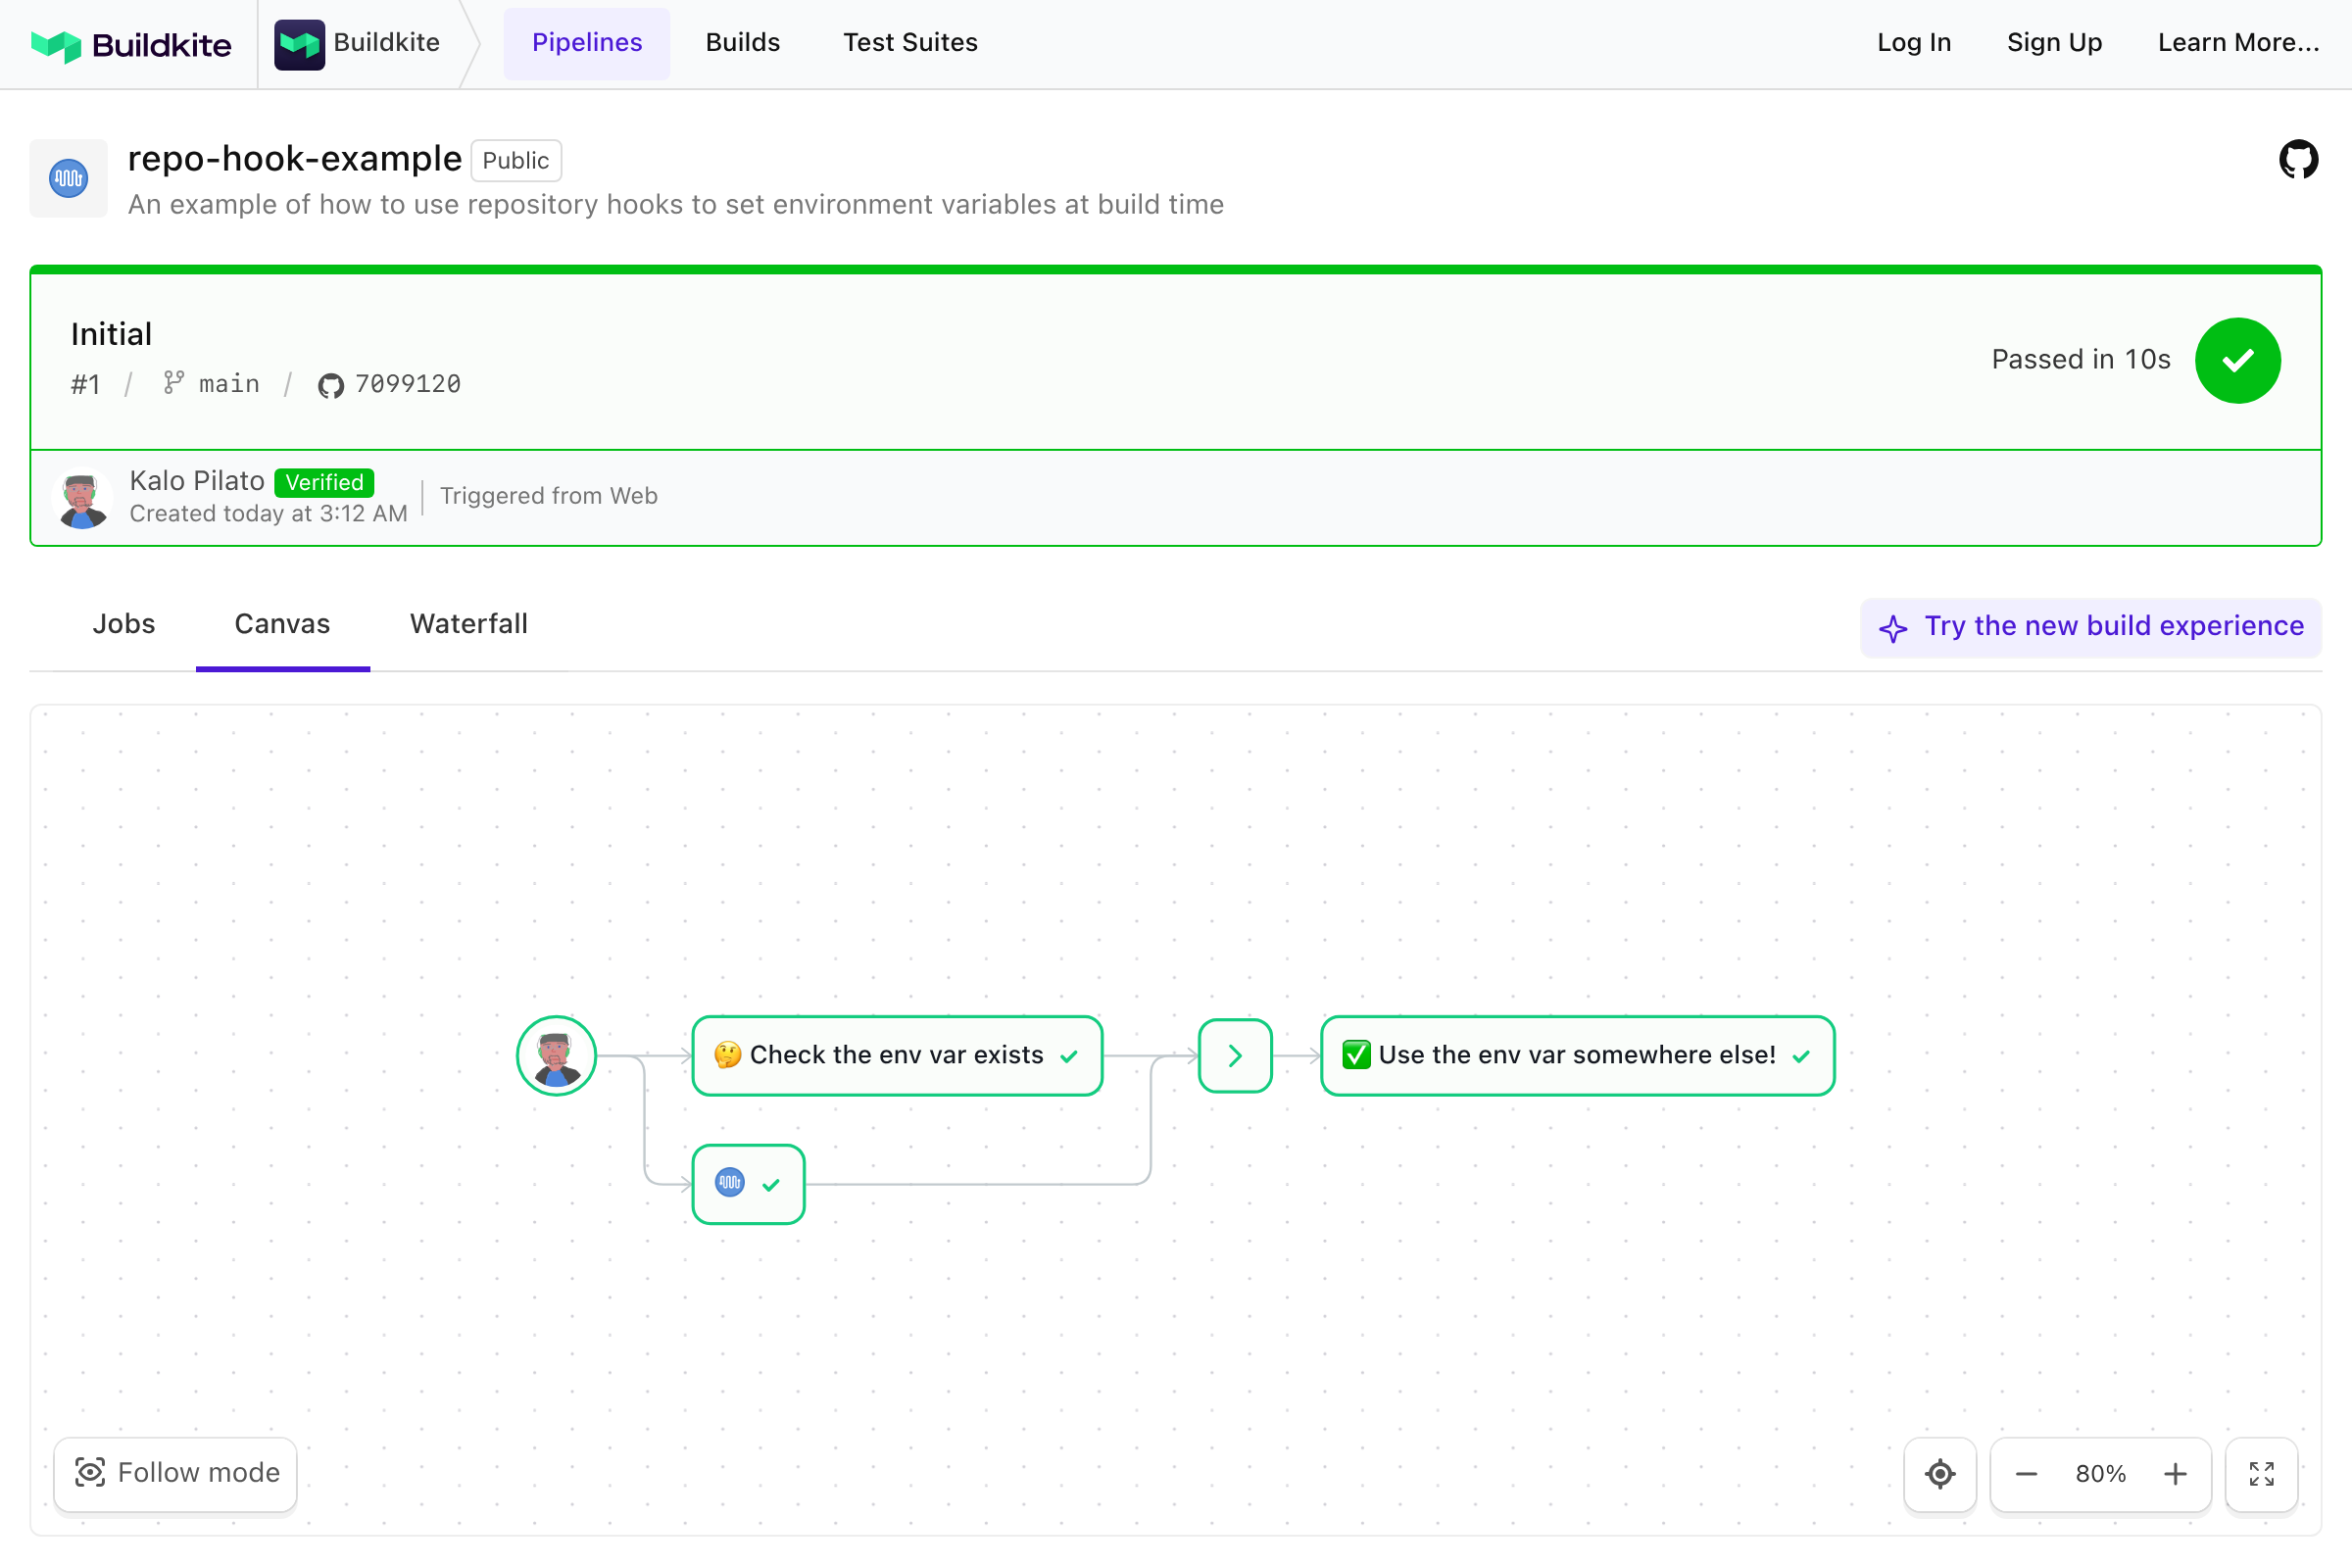 Buildkite
Buildkite
Pipelines
Builds
Test Suites
Log In
Sign Up
Learn More...
repo-hook-example
Public
An example of how to use repository hooks to set environment variables at build time
Initial
#1 / main / 7099120
Passed in 10s
Kalo Pilato Verified
Created today at 3:12 AM
Triggered from Web
Jobs
Canvas
Waterfall
Try the new build experience
🤔 Check the env var exists
✅ Use the env var somewhere else!
Follow mode
80%